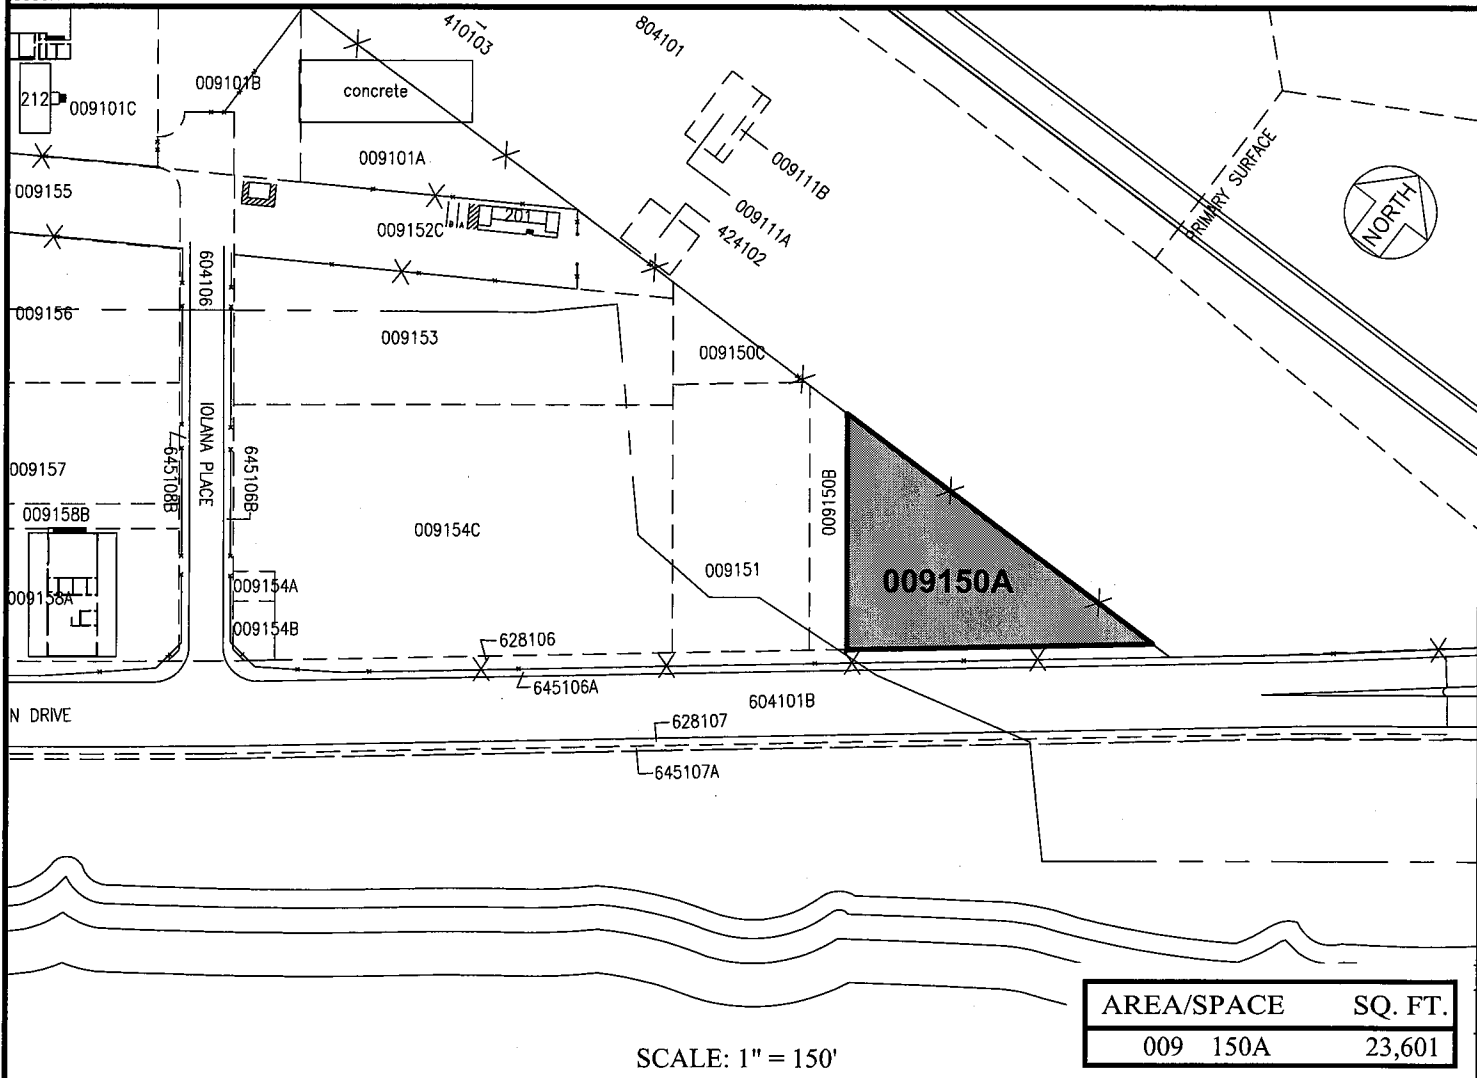 410103
804101
009101B
concrete
212
009101C
009101A
009111B
PRIMARY SURFACE
NORTH
009155
009111A
424102
201
B A
009152C
604106
009156
009153
009150C
IOLANA PLACE
009157
645108B
645106B
009150B
009158B
009154C
009151
009150A
009154A
009158A
009154B
628106
645106A
604101B
N DRIVE
628107
645107A
AREA/SPACE SQ. FT.
009 150A 23,601
SCALE: 1" = 150'